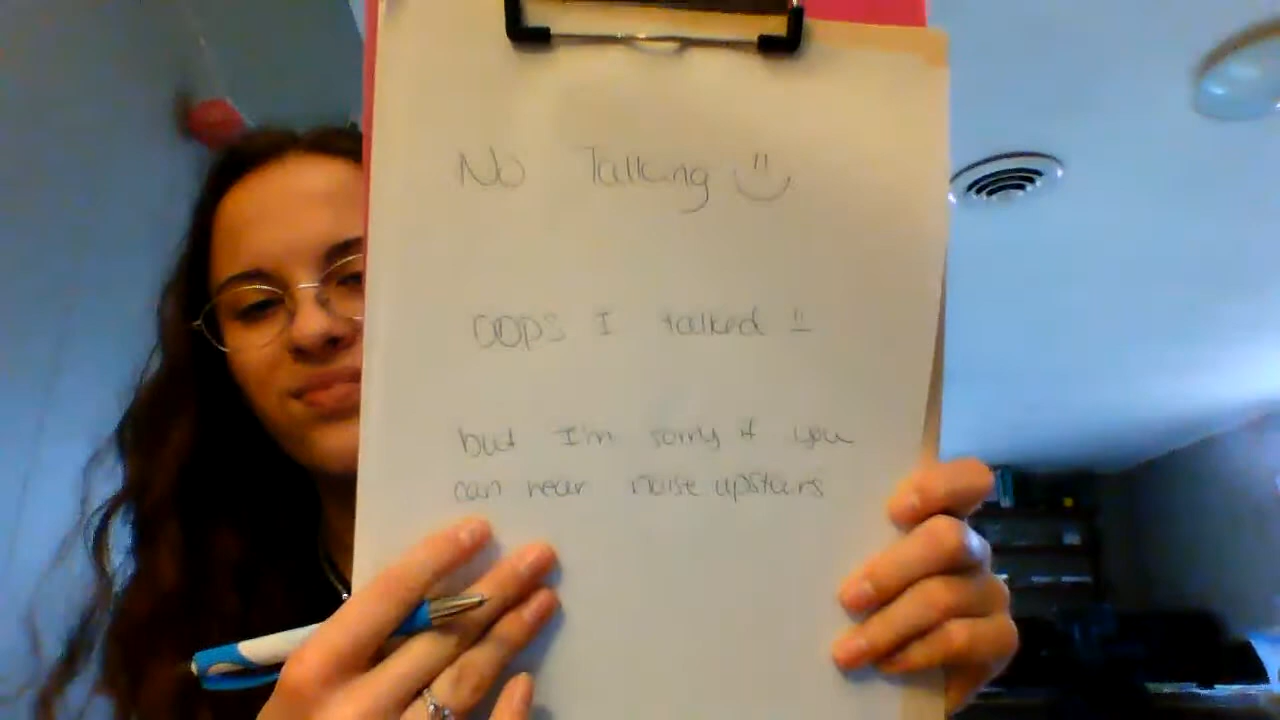 No Talking
OOPS I talked
but I'm sorry if you
can hear noise upstairs